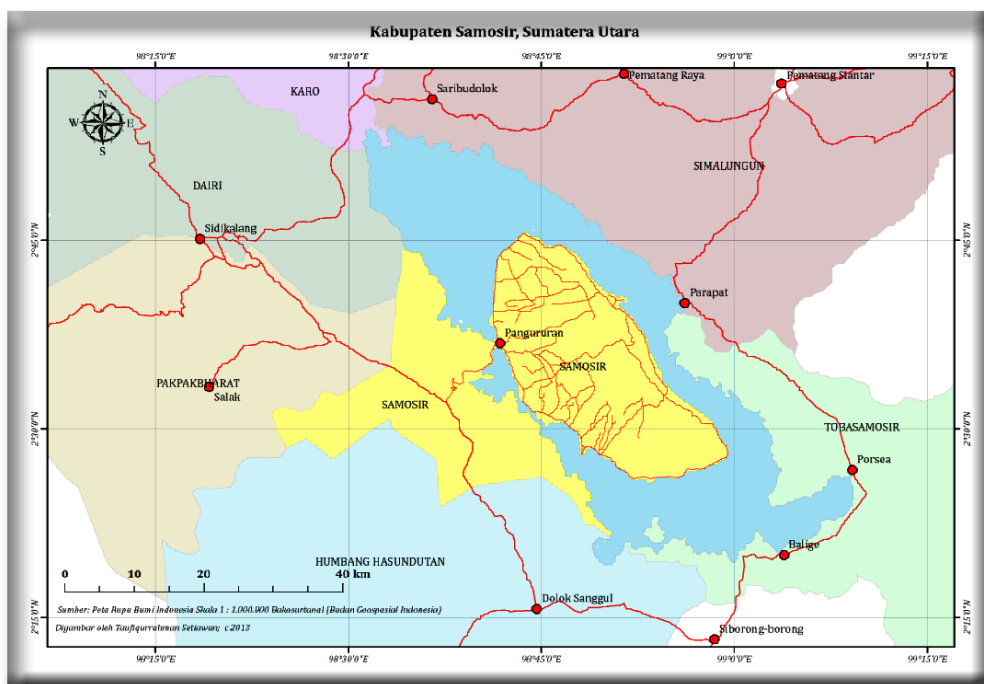 Kabupaten Samosir, Sumatera Utara
98°15'0"E 98°30'0"E 98°45'0"E 99°0'0"E 99°15'0"E
Pematang Raya
Pematang Siantar
KARO
Saribudolok
N
W E
S
SIMALUNGUN
DAIRI
Sidikalang
2°45'0"N 2°45'0"N
Parapat
Pangururan
SAMOSIR
PAKPAKBHARAT
Salak
SAMOSIR
TOBASAMOSIR
2°30'0"N 2°30'0"N
Porsea
Balige
HUMBANG HASUNDUTAN
0 10 20 40 km
Dolok Sanggul
Sumber: Peta Rupa Bumi Indonesia Skala 1 : 1.000.000 Bakosurtanal (Badan Geospasial Indonesia)
2°15'0"N 2°15'0"N
Digambar oleh Taufiqurrahman Setiawan; c 2013
Siborong-borong
98°15'0"E 98°30'0"E 98°45'0"E 99°0'0"E 99°15'0"E